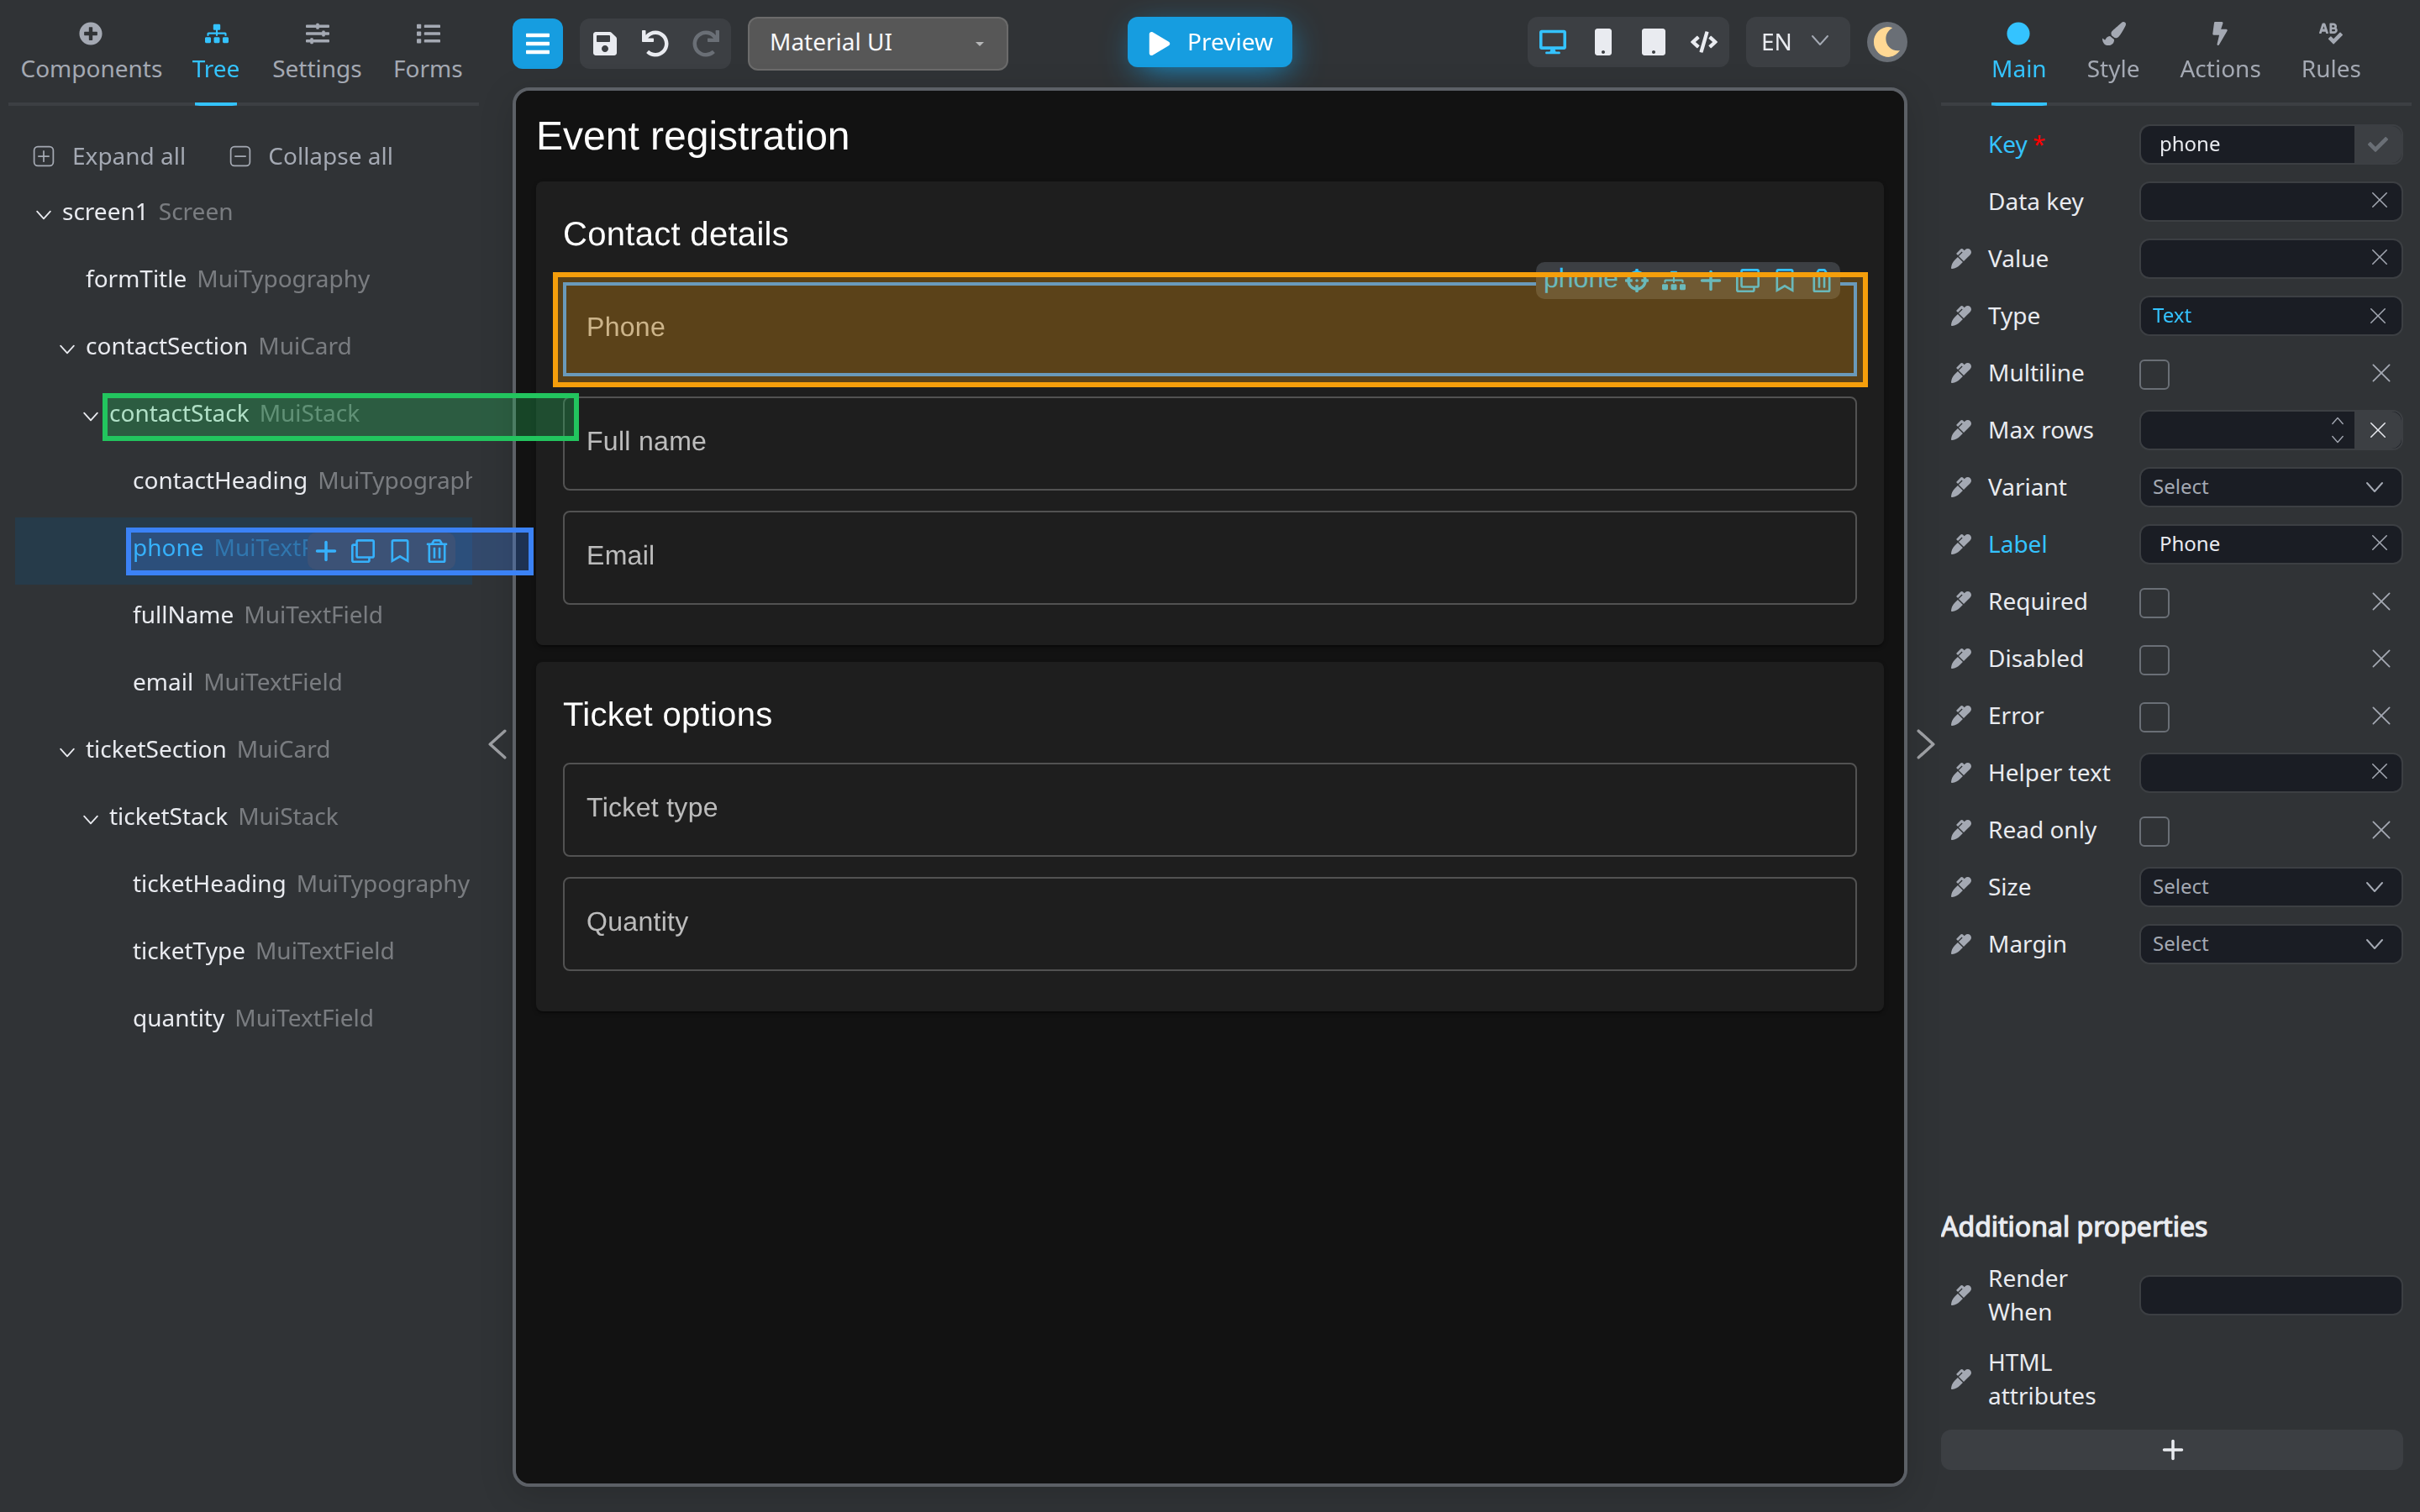 Components Tree Settings Forms
Material UI
Preview
EN
Main Style Actions Rules
Expand all Collapse all
screen1 Screen
formTitle MuiTypography
contactSection MuiCard
contactStack MuiStack
contactHeading MuiTypograph
phone MuiTextF
fullName MuiTextField
email MuiTextField
ticketSection MuiCard
ticketStack MuiStack
ticketHeading MuiTypography
ticketType MuiTextField
quantity MuiTextField
Event registration
Contact details
phone
Phone
Full name
Email
Ticket options
Ticket type
Quantity
Key * phone
Data key
Value
Type Text
Multiline
Max rows
Variant Select
Label Phone
Required
Disabled
Error
Helper text
Read only
Size Select
Margin Select
Additional properties
Render
When
HTML
attributes